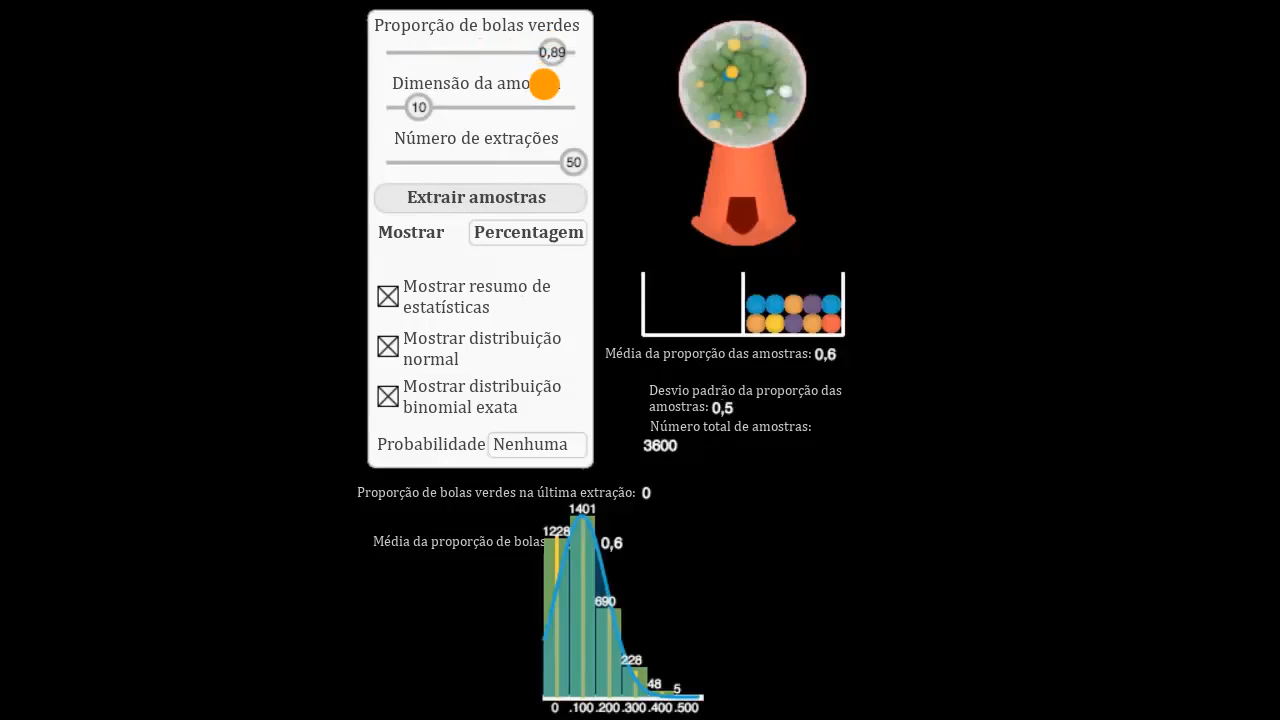 Proporção de bolas verdes
0,89
Dimensão da amo
10
Número de extrações
50
Extrair amostras
Mostrar
Percentagem
Mostrar resumo de
estatísticas
Mostrar distribuição
normal
Mostrar distribuição
binomial exata
Probabilidade
Nenhuma
Média da proporção das amostras: 0,6
Desvio padrão da proporção das
amostras: 0,5
Número total de amostras:
3600
Proporção de bolas verdes na última extração: 0
Média da proporção de bolas 0,6
1228
1401
690
228
48
5
0 .100 .200 .300 .400 .500